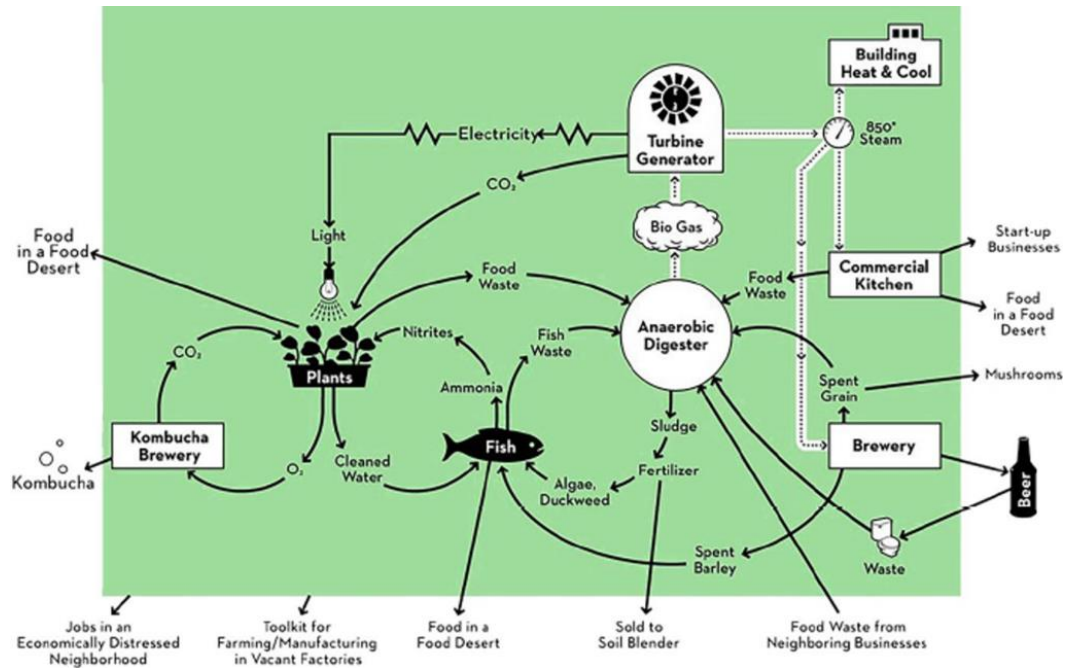 Building
Heat & Cool
850°
Steam
Turbine
Generator
Electricity
CO₂
Bio Gas
Light
Food
in a Food
Desert
Start-up
Businesses
Commercial
Kitchen
Food
Waste
Food
Waste
Food
in a Food
Desert
Anaerobic
Digester
Nitrites
Fish
Waste
CO₂
Plants
Ammonia
Spent
Grain
Mushrooms
Kombucha
Brewery
Sludge
Fish
Brewery
Kombucha
O₂
Cleaned
Water
Fertilizer
Algae,
Duckweed
Beer
Spent
Barley
Waste
Jobs in an
Economically Distressed
Neighborhood
Toolkit for
Farming/Manufacturing
in Vacant Factories
Food in a
Food Desert
Sold to
Soil Blender
Food Waste from
Neighboring Businesses